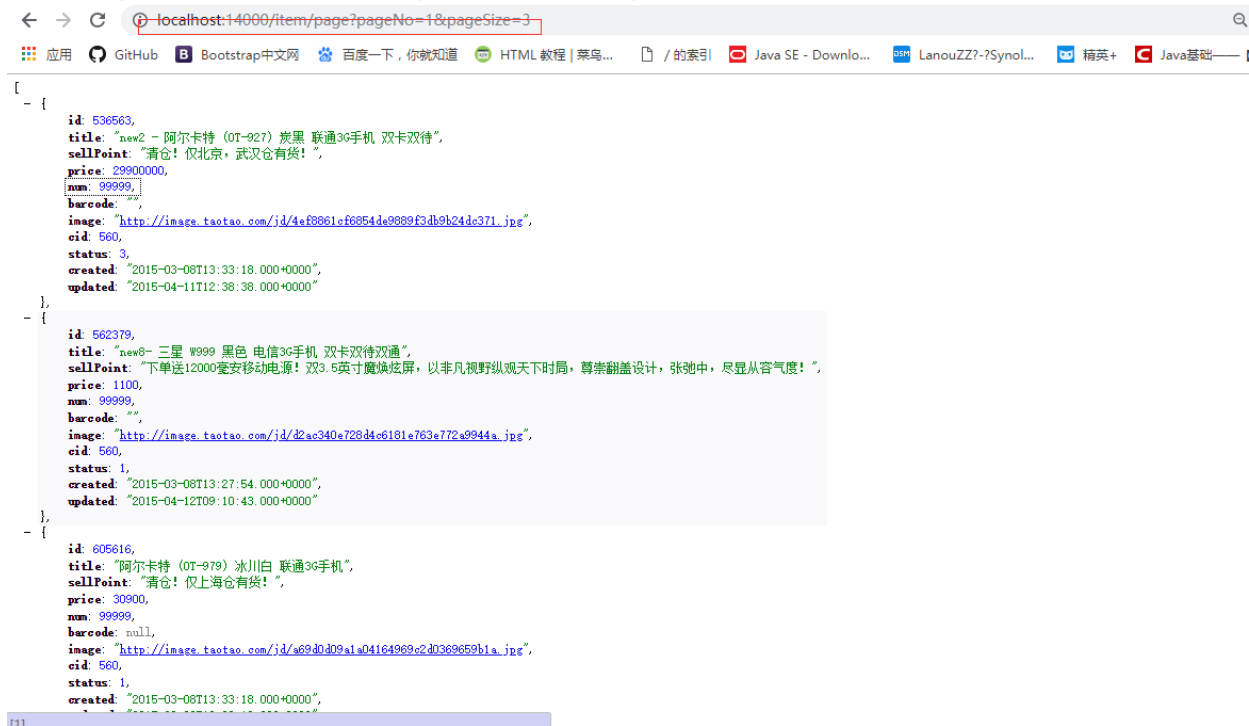 localhost:14000/item/page?pageNo=1&pageSize=3
应用 GitHub B Bootstrap中文网 百度一下，你就知道 HTML 教程 | 菜鸟... / 的索引 Java SE - Downlo... DSM LanouZZ?-?Synol... 精英+ C Java基础——
[
- {
id: 536563,
title: "new2 - 阿尔卡特 (OT-927) 炭黑 联通3G手机 双卡双待",
sellPoint: "清仓！仅北京，武汉仓有货！",
price: 29900000,
num: 99999,
barcode: "",
image: "http://image.taotao.com/jd/4ef8861cf6854de9889f3db9b24dc371.jpg",
cid: 560,
status: 3,
created: "2015-03-08T13:33:18.000+0000",
updated: "2015-04-11T12:38:38.000+0000"
},
- {
id: 562379,
title: "new8- 三星 W999 黑色 电信3G手机 双卡双待双通",
sellPoint: "下单送12000毫安移动电源！双3.5英寸魔焕炫屏，以非凡视野纵观天下时局，尊崇翻盖设计，张弛中，尽显从容气度！",
price: 1100,
num: 99999,
barcode: "",
image: "http://image.taotao.com/jd/d2ac340e728d4c6181e763e772a9944a.jpg",
cid: 560,
status: 1,
created: "2015-03-08T13:27:54.000+0000",
updated: "2015-04-12T09:10:43.000+0000"
},
- {
id: 605616,
title: "阿尔卡特 (OT-979) 冰川白 联通3G手机",
sellPoint: "清仓！仅上海仓有货！",
price: 30900,
num: 99999,
barcode: null,
image: "http://image.taotao.com/jd/a69d0d09a1a04164969c2d0369659b1a.jpg",
cid: 560,
status: 1,
created: "2015-03-08T13:33:18.000+0000",
[1]